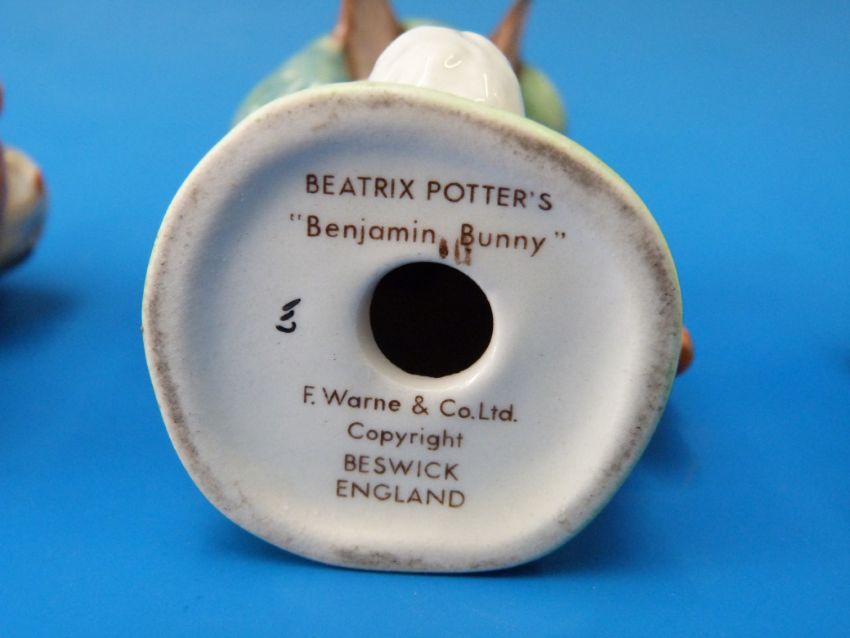 BEATRIX POTTER'S
"Benjamin Bunny"
F. Warne & Co. Ltd.
Copyright
BESWICK
ENGLAND